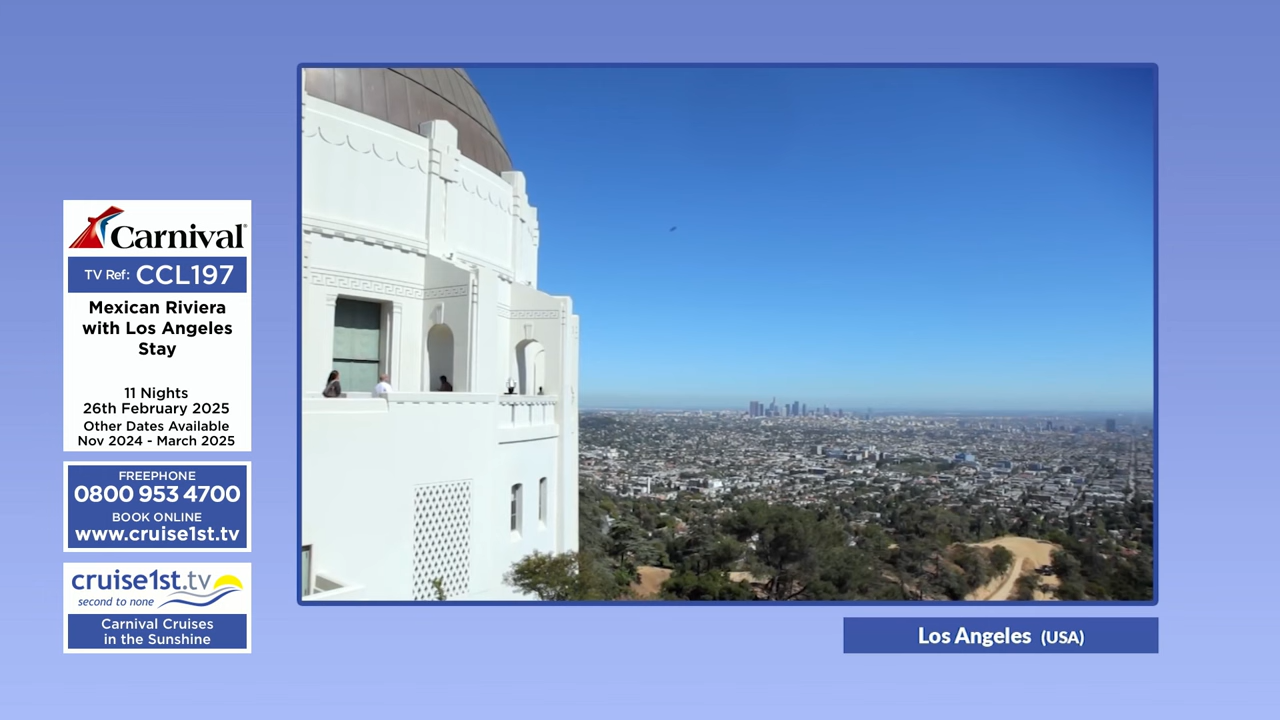 Carnival
TV Ref: CCL197
Mexican Riviera
with Los Angeles
Stay
11 Nights
26th February 2025
Other Dates Available
Nov 2024 - March 2025
FREEPHONE
0800 953 4700
BOOK ONLINE
www.cruise1st.tv
cruise1st.tv
second to none
Carnival Cruises
in the Sunshine
Los Angeles (USA)